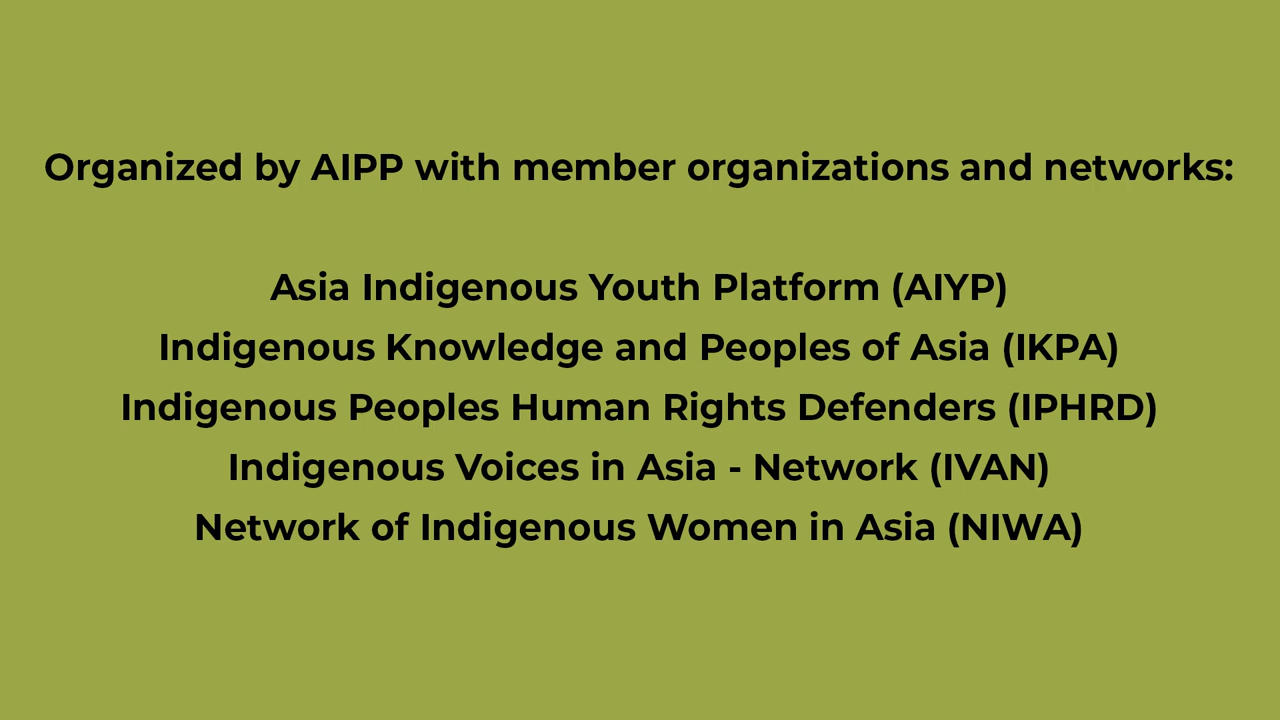 Organized by AIPP with member organizations and networks:
Asia Indigenous Youth Platform (AIYP)
Indigenous Knowledge and Peoples of Asia (IKPA)
Indigenous Peoples Human Rights Defenders (IPHRD)
Indigenous Voices in Asia - Network (IVAN)
Network of Indigenous Women in Asia (NIWA)